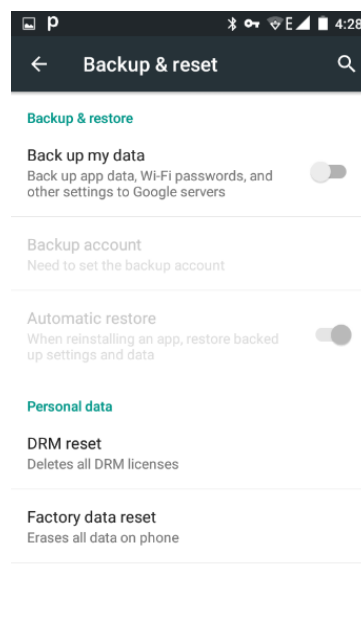 p E 4:28
Backup & reset
Backup & restore
Back up my data
Back up app data, Wi-Fi passwords, and
other settings to Google servers
Backup account
Need to set the backup account
Automatic restore
When reinstalling an app, restore backed
up settings and data
Personal data
DRM reset
Deletes all DRM licenses
Factory data reset
Erases all data on phone